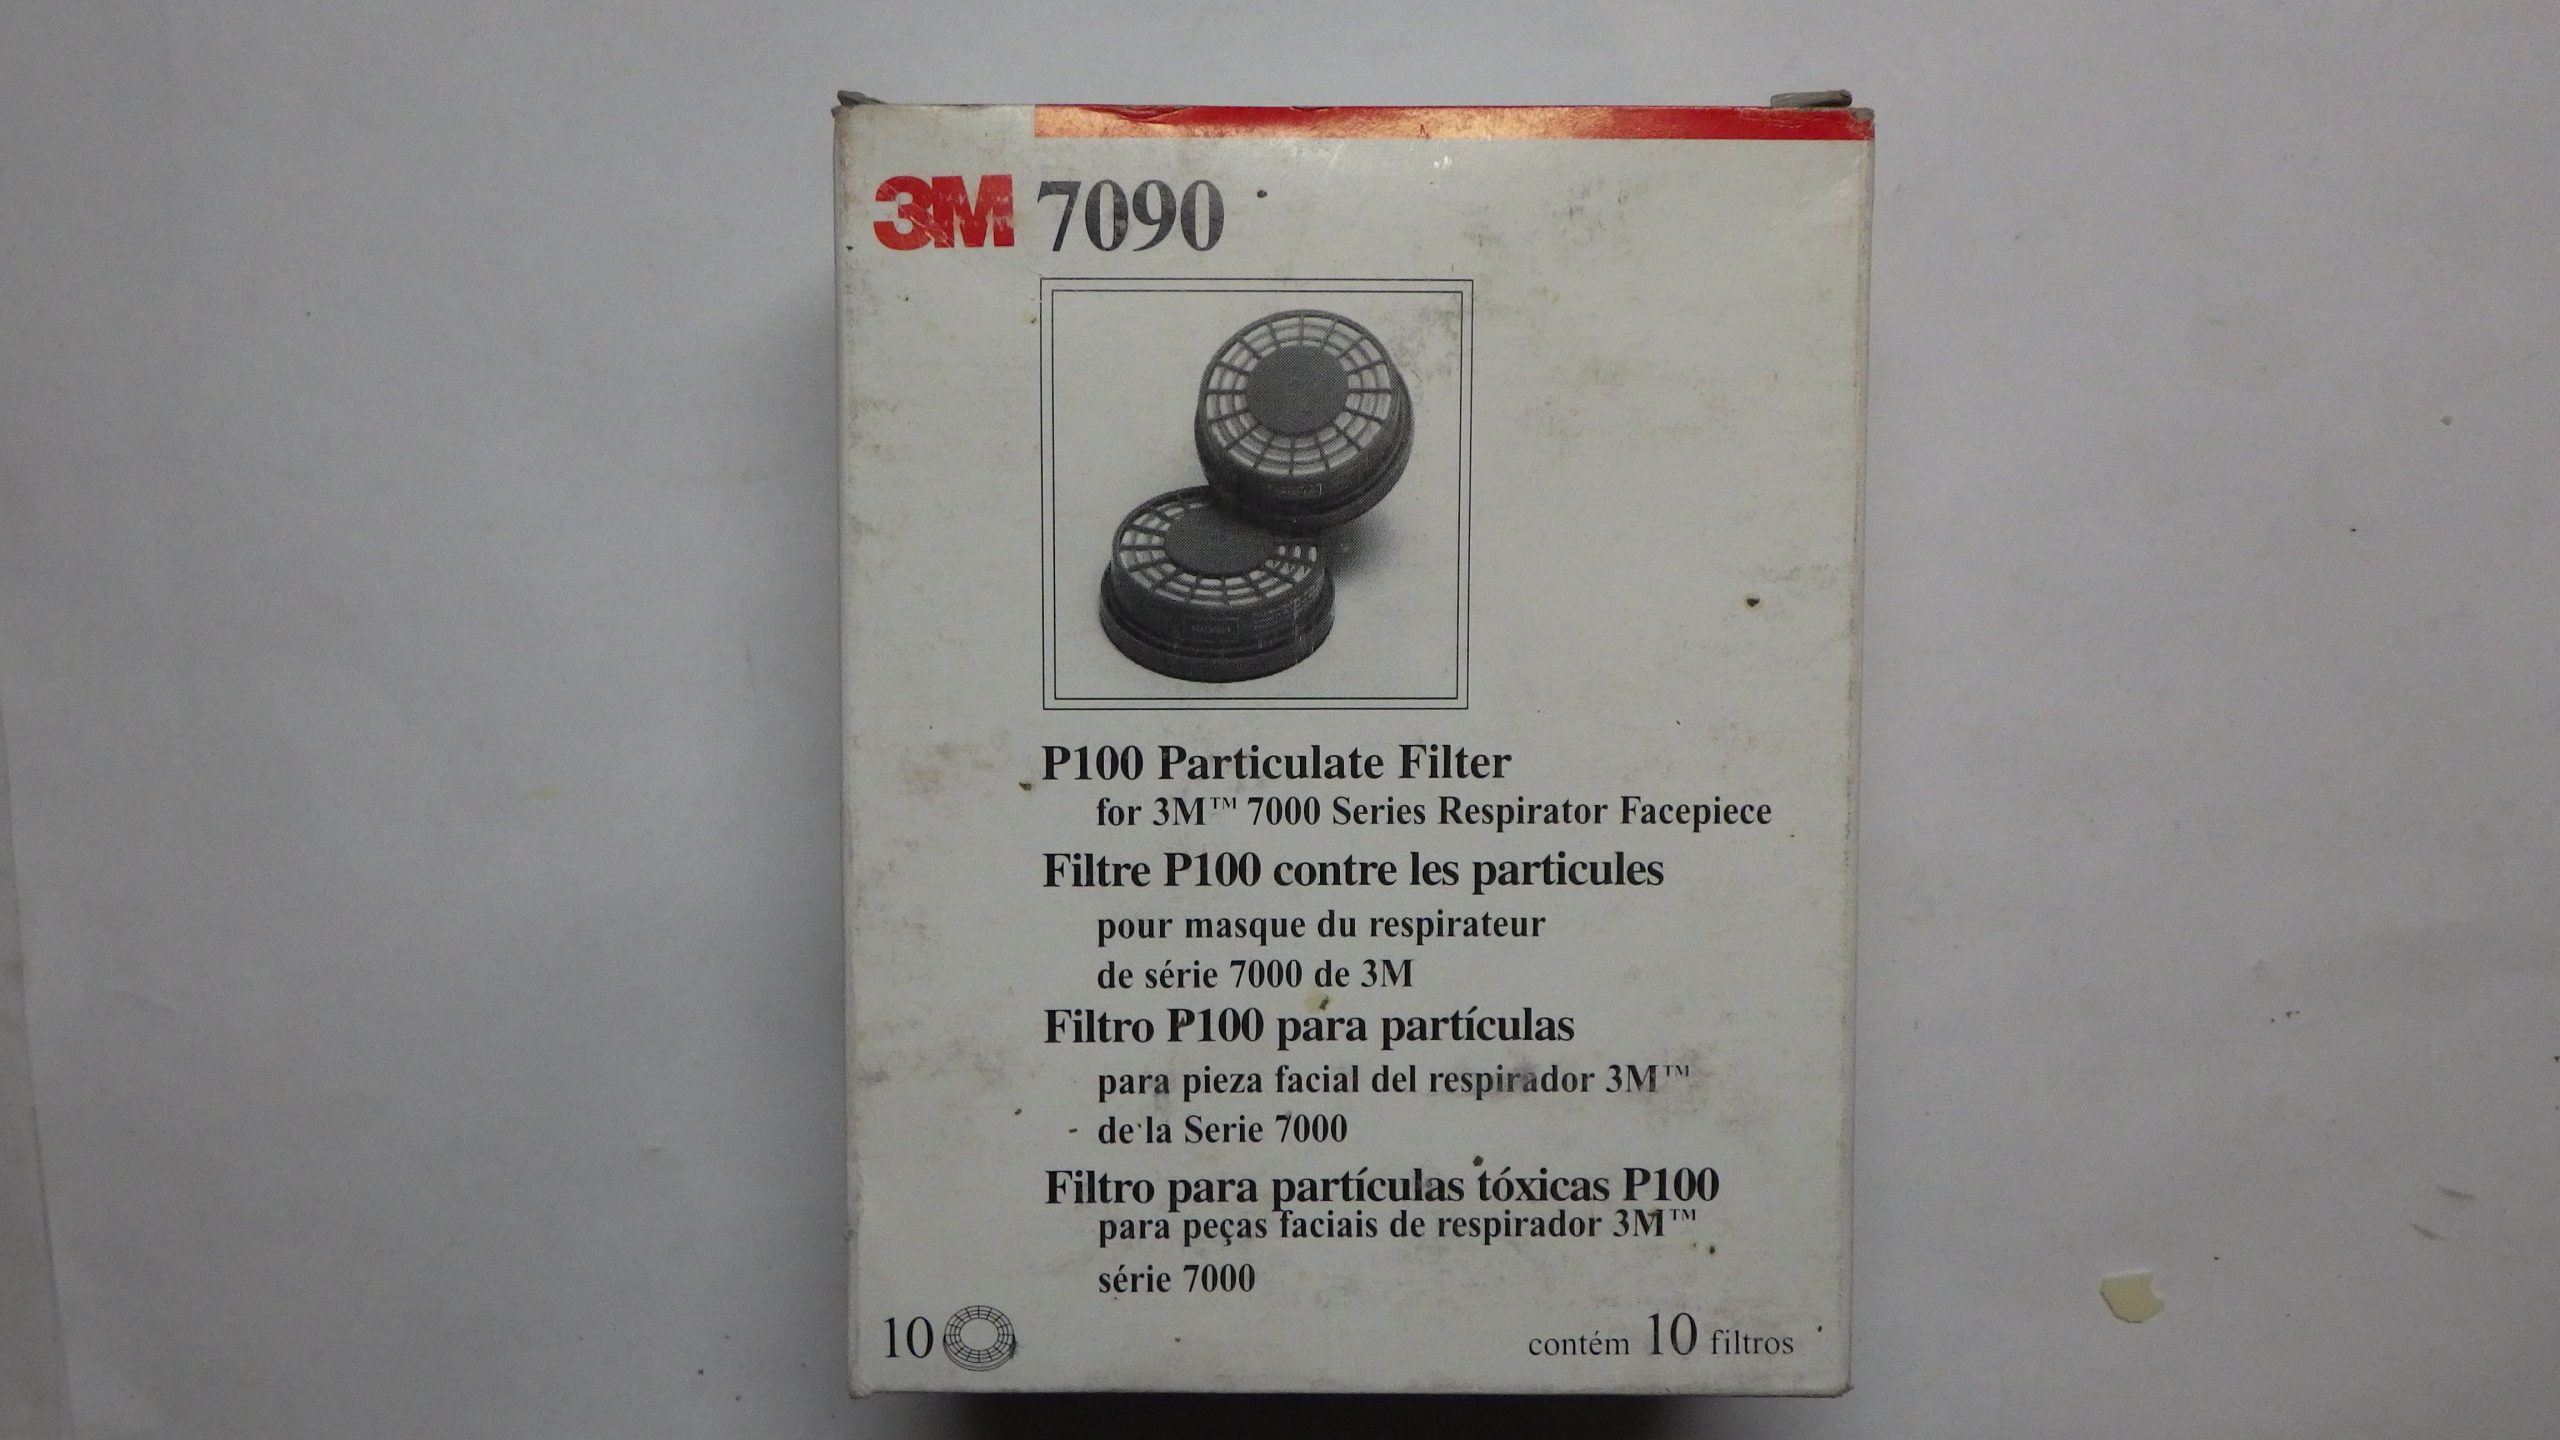 3M 7090
NIOSH
P100 Particulate Filter
for 3M™ 7000 Series Respirator Facepiece
Filtre P100 contre les particules
pour masque du respirateur
de série 7000 de 3M
Filtro P100 para partículas
para pieza facial del respirador 3M™
de la Serie 7000
Filtro para partículas tóxicas P100
para peças faciais de respirador 3M™
série 7000
10
contém 10 filtros